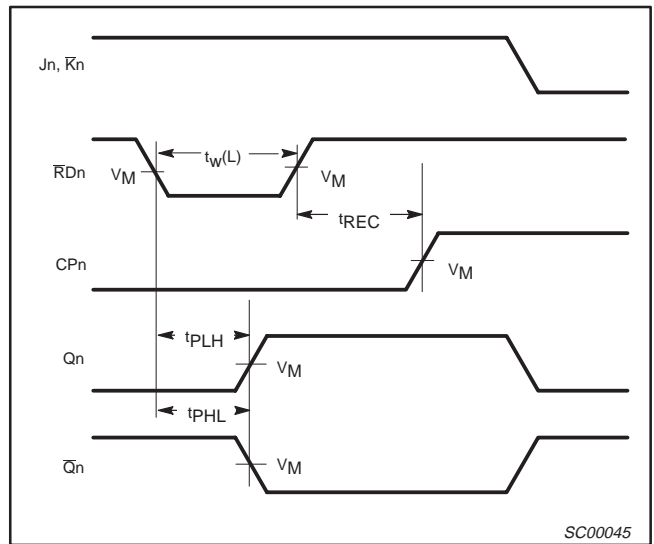 Jn, K̅n
R̅Dn
VM
tw(L)
VM
tREC
CPn
VM
tPLH
Qn
VM
tPHL
Q̅n
VM
SC00045